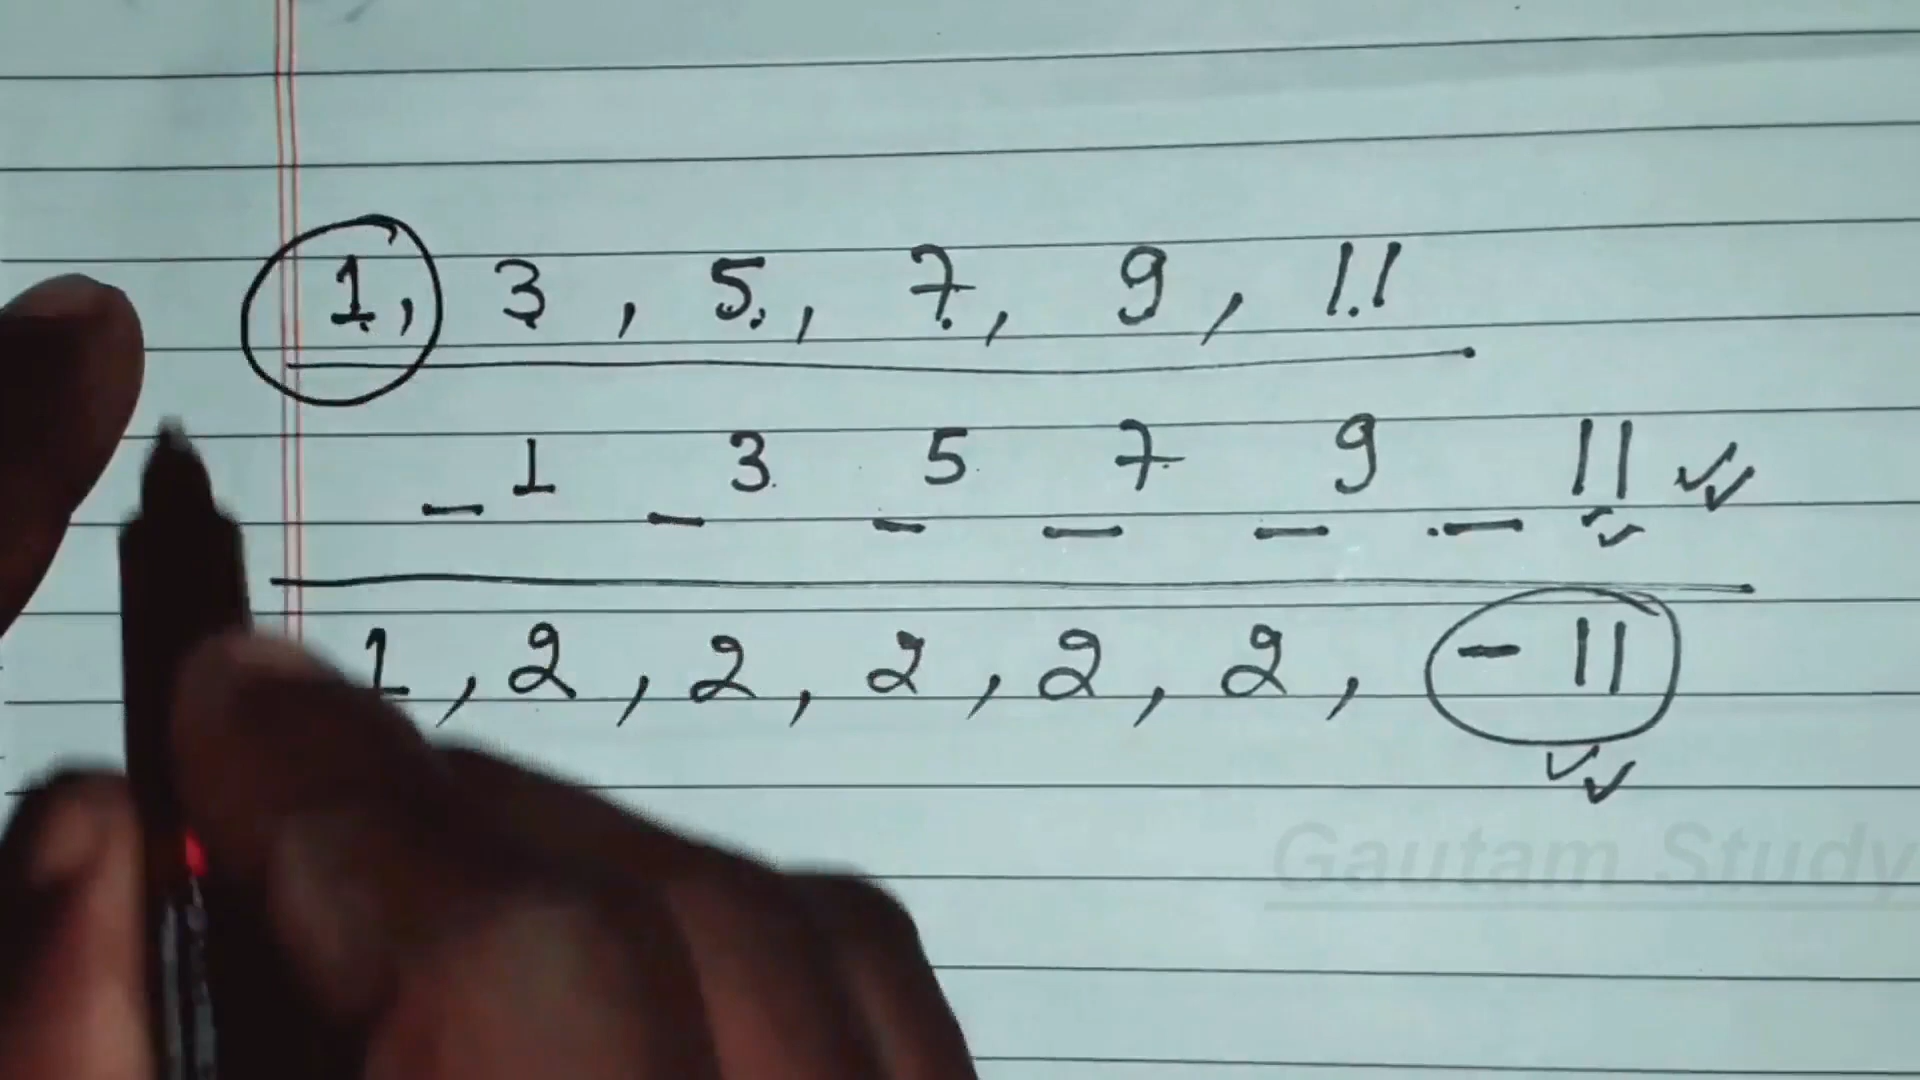 1, 3, 5, 7, 9, 11
- 1 - 3 - 5 - 7 - 9 - 11
1, 2, 2, 2, 2, 2, - 11
Gautam Study